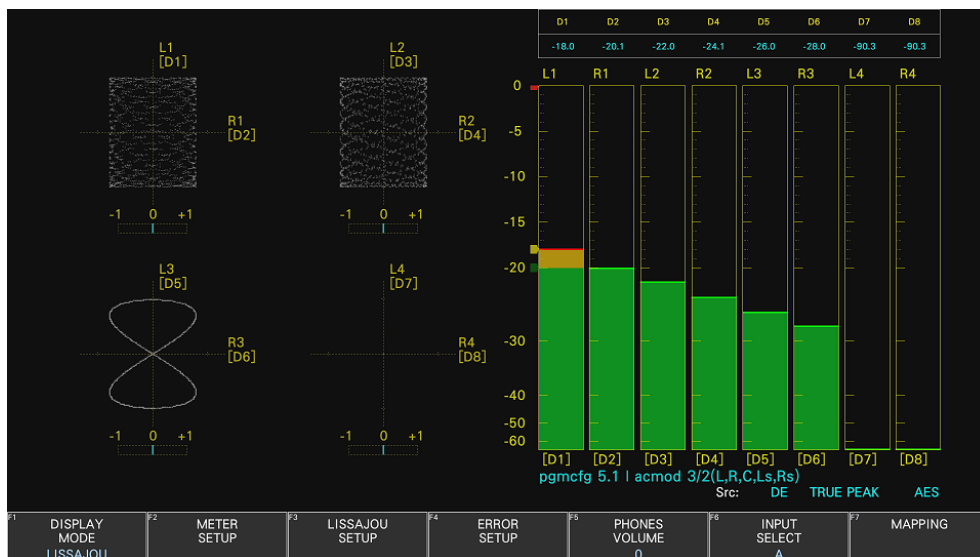 D1 D2 D3 D4 D5 D6 D7 D8
-18.0 -20.1 -22.0 -24.1 -26.0 -28.0 -90.3 -90.3
L1 R1 L2 R2 L3 R3 L4 R4
0
-5
-10
-15
-20
-30
-40
-50
-60
[D1] [D2] [D3] [D4] [D5] [D6] [D7] [D8]
pgmcfg 5.1 | acmod 3/2(L,R,C,Ls,Rs)
Src: DE TRUE PEAK AES
L1
[D1]
R1
[D2]
-1 0 +1
L2
[D3]
R2
[D4]
-1 0 +1
L3
[D5]
R3
[D6]
-1 0 +1
L4
[D7]
R4
[D8]
-1 0 +1
F1 DISPLAY
MODE
LISSAJOU
F2 METER
SETUP
F3 LISSAJOU
SETUP
F4 ERROR
SETUP
F5 PHONES
VOLUME
0
F6 INPUT
SELECT
A
F7 MAPPING